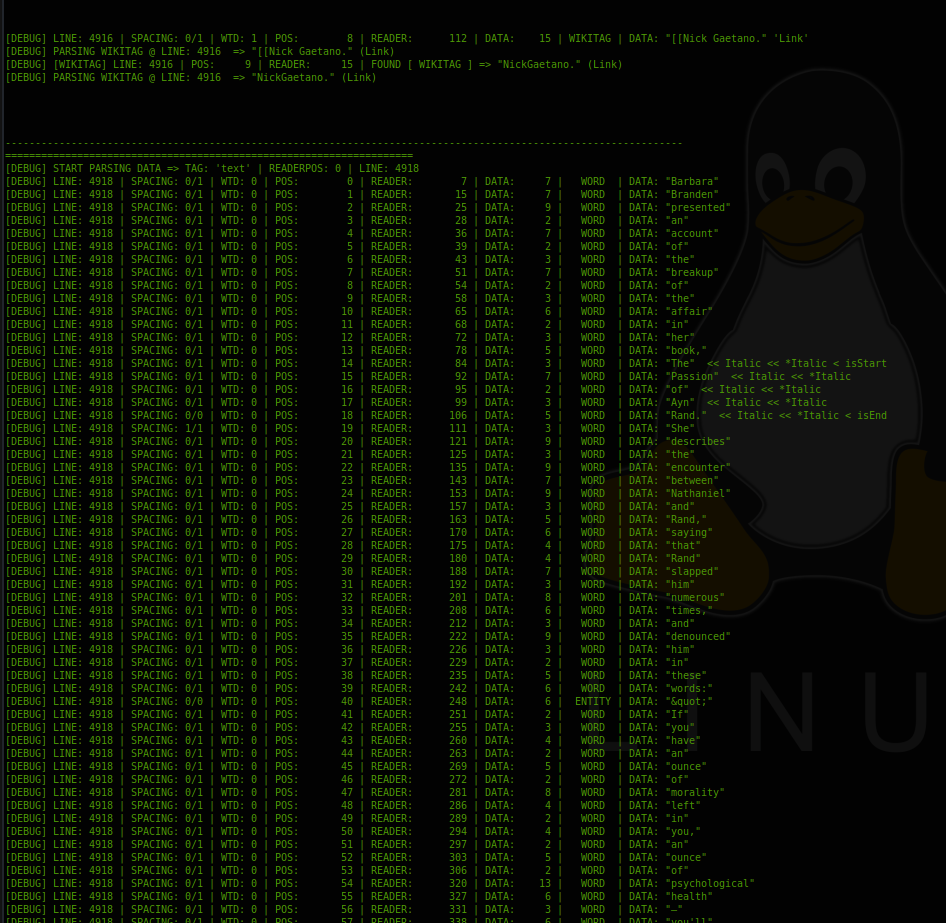 [DEBUG] LINE: 4916 | SPACING: 0/1 | WTD: 1 | POS:        8 | READER:      112 | DATA:    15 | WIKITAG | DATA: "[[Nick Gaetano." 'Link'
[DEBUG] PARSING WIKITAG @ LINE: 4916  => "[[Nick Gaetano." (Link)
[DEBUG] [WIKITAG] LINE: 4916 | POS:     9 | READER:     15 | FOUND [ WIKITAG ] => "NickGaetano." (Link)
[DEBUG] PARSING WIKITAG @ LINE: 4916  => "NickGaetano." (Link)
-----------------------------------------------------------------------------------------------------------------
====================================================================
[DEBUG] START PARSING DATA => TAG: 'text' | READERPOS: 0 | LINE: 4918
[DEBUG] LINE: 4918 | SPACING: 0/1 | WTD: 0 | POS:        0 | READER:        7 | DATA:     7 |   WORD  | DATA: "Barbara"
[DEBUG] LINE: 4918 | SPACING: 0/1 | WTD: 0 | POS:        1 | READER:       15 | DATA:     7 |   WORD  | DATA: "Branden"
[DEBUG] LINE: 4918 | SPACING: 0/1 | WTD: 0 | POS:        2 | READER:       25 | DATA:     9 |   WORD  | DATA: "presented"
[DEBUG] LINE: 4918 | SPACING: 0/1 | WTD: 0 | POS:        3 | READER:       28 | DATA:     2 |   WORD  | DATA: "an"
[DEBUG] LINE: 4918 | SPACING: 0/1 | WTD: 0 | POS:        4 | READER:       36 | DATA:     7 |   WORD  | DATA: "account"
[DEBUG] LINE: 4918 | SPACING: 0/1 | WTD: 0 | POS:        5 | READER:       39 | DATA:     2 |   WORD  | DATA: "of"
[DEBUG] LINE: 4918 | SPACING: 0/1 | WTD: 0 | POS:        6 | READER:       43 | DATA:     3 |   WORD  | DATA: "the"
[DEBUG] LINE: 4918 | SPACING: 0/1 | WTD: 0 | POS:        7 | READER:       51 | DATA:     7 |   WORD  | DATA: "breakup"
[DEBUG] LINE: 4918 | SPACING: 0/1 | WTD: 0 | POS:        8 | READER:       54 | DATA:     2 |   WORD  | DATA: "of"
[DEBUG] LINE: 4918 | SPACING: 0/1 | WTD: 0 | POS:        9 | READER:       58 | DATA:     3 |   WORD  | DATA: "the"
[DEBUG] LINE: 4918 | SPACING: 0/1 | WTD: 0 | POS:       10 | READER:       65 | DATA:     6 |   WORD  | DATA: "affair"
[DEBUG] LINE: 4918 | SPACING: 0/1 | WTD: 0 | POS:       11 | READER:       68 | DATA:     2 |   WORD  | DATA: "in"
[DEBUG] LINE: 4918 | SPACING: 0/1 | WTD: 0 | POS:       12 | READER:       72 | DATA:     3 |   WORD  | DATA: "her"
[DEBUG] LINE: 4918 | SPACING: 0/1 | WTD: 0 | POS:       13 | READER:       78 | DATA:     5 |   WORD  | DATA: "book,"
[DEBUG] LINE: 4918 | SPACING: 0/1 | WTD: 0 | POS:       14 | READER:       84 | DATA:     3 |   WORD  | DATA: "The"  << Italic << *Italic < isStart
[DEBUG] LINE: 4918 | SPACING: 0/1 | WTD: 0 | POS:       15 | READER:       92 | DATA:     7 |   WORD  | DATA: "Passion"  << Italic << *Italic
[DEBUG] LINE: 4918 | SPACING: 0/1 | WTD: 0 | POS:       16 | READER:       95 | DATA:     2 |   WORD  | DATA: "of"  << Italic << *Italic
[DEBUG] LINE: 4918 | SPACING: 0/1 | WTD: 0 | POS:       17 | READER:       99 | DATA:     3 |   WORD  | DATA: "Ayn"  << Italic << *Italic
[DEBUG] LINE: 4918 | SPACING: 0/0 | WTD: 0 | POS:       18 | READER:      106 | DATA:     5 |   WORD  | DATA: "Rand."  << Italic << *Italic < isEnd
[DEBUG] LINE: 4918 | SPACING: 1/1 | WTD: 0 | POS:       19 | READER:      111 | DATA:     3 |   WORD  | DATA: "She"
[DEBUG] LINE: 4918 | SPACING: 0/1 | WTD: 0 | POS:       20 | READER:      121 | DATA:     9 |   WORD  | DATA: "describes"
[DEBUG] LINE: 4918 | SPACING: 0/1 | WTD: 0 | POS:       21 | READER:      125 | DATA:     3 |   WORD  | DATA: "the"
[DEBUG] LINE: 4918 | SPACING: 0/1 | WTD: 0 | POS:       22 | READER:      135 | DATA:     9 |   WORD  | DATA: "encounter"
[DEBUG] LINE: 4918 | SPACING: 0/1 | WTD: 0 | POS:       23 | READER:      143 | DATA:     7 |   WORD  | DATA: "between"
[DEBUG] LINE: 4918 | SPACING: 0/1 | WTD: 0 | POS:       24 | READER:      153 | DATA:     9 |   WORD  | DATA: "Nathaniel"
[DEBUG] LINE: 4918 | SPACING: 0/1 | WTD: 0 | POS:       25 | READER:      157 | DATA:     3 |   WORD  | DATA: "and"
[DEBUG] LINE: 4918 | SPACING: 0/1 | WTD: 0 | POS:       26 | READER:      163 | DATA:     5 |   WORD  | DATA: "Rand,"
[DEBUG] LINE: 4918 | SPACING: 0/1 | WTD: 0 | POS:       27 | READER:      170 | DATA:     6 |   WORD  | DATA: "saying"
[DEBUG] LINE: 4918 | SPACING: 0/1 | WTD: 0 | POS:       28 | READER:      175 | DATA:     4 |   WORD  | DATA: "that"
[DEBUG] LINE: 4918 | SPACING: 0/1 | WTD: 0 | POS:       29 | READER:      180 | DATA:     4 |   WORD  | DATA: "Rand"
[DEBUG] LINE: 4918 | SPACING: 0/1 | WTD: 0 | POS:       30 | READER:      188 | DATA:     7 |   WORD  | DATA: "slapped"
[DEBUG] LINE: 4918 | SPACING: 0/1 | WTD: 0 | POS:       31 | READER:      192 | DATA:     3 |   WORD  | DATA: "him"
[DEBUG] LINE: 4918 | SPACING: 0/1 | WTD: 0 | POS:       32 | READER:      201 | DATA:     8 |   WORD  | DATA: "numerous"
[DEBUG] LINE: 4918 | SPACING: 0/1 | WTD: 0 | POS:       33 | READER:      208 | DATA:     6 |   WORD  | DATA: "times,"
[DEBUG] LINE: 4918 | SPACING: 0/1 | WTD: 0 | POS:       34 | READER:      212 | DATA:     3 |   WORD  | DATA: "and"
[DEBUG] LINE: 4918 | SPACING: 0/1 | WTD: 0 | POS:       35 | READER:      222 | DATA:     9 |   WORD  | DATA: "denounced"
[DEBUG] LINE: 4918 | SPACING: 0/1 | WTD: 0 | POS:       36 | READER:      226 | DATA:     3 |   WORD  | DATA: "him"
[DEBUG] LINE: 4918 | SPACING: 0/1 | WTD: 0 | POS:       37 | READER:      229 | DATA:     2 |   WORD  | DATA: "in"
[DEBUG] LINE: 4918 | SPACING: 0/1 | WTD: 0 | POS:       38 | READER:      235 | DATA:     5 |   WORD  | DATA: "these"
[DEBUG] LINE: 4918 | SPACING: 0/1 | WTD: 0 | POS:       39 | READER:      242 | DATA:     6 |   WORD  | DATA: "words:"
[DEBUG] LINE: 4918 | SPACING: 0/0 | WTD: 0 | POS:       40 | READER:      248 | DATA:     6 |  ENTITY | DATA: "&quot;"
[DEBUG] LINE: 4918 | SPACING: 0/1 | WTD: 0 | POS:       41 | READER:      251 | DATA:     2 |   WORD  | DATA: "If"
[DEBUG] LINE: 4918 | SPACING: 0/1 | WTD: 0 | POS:       42 | READER:      255 | DATA:     3 |   WORD  | DATA: "you"
[DEBUG] LINE: 4918 | SPACING: 0/1 | WTD: 0 | POS:       43 | READER:      260 | DATA:     4 |   WORD  | DATA: "have"
[DEBUG] LINE: 4918 | SPACING: 0/1 | WTD: 0 | POS:       44 | READER:      263 | DATA:     2 |   WORD  | DATA: "an"
[DEBUG] LINE: 4918 | SPACING: 0/1 | WTD: 0 | POS:       45 | READER:      269 | DATA:     5 |   WORD  | DATA: "ounce"
[DEBUG] LINE: 4918 | SPACING: 0/1 | WTD: 0 | POS:       46 | READER:      272 | DATA:     2 |   WORD  | DATA: "of"
[DEBUG] LINE: 4918 | SPACING: 0/1 | WTD: 0 | POS:       47 | READER:      281 | DATA:     8 |   WORD  | DATA: "morality"
[DEBUG] LINE: 4918 | SPACING: 0/1 | WTD: 0 | POS:       48 | READER:      286 | DATA:     4 |   WORD  | DATA: "left"
[DEBUG] LINE: 4918 | SPACING: 0/1 | WTD: 0 | POS:       49 | READER:      289 | DATA:     2 |   WORD  | DATA: "in"
[DEBUG] LINE: 4918 | SPACING: 0/1 | WTD: 0 | POS:       50 | READER:      294 | DATA:     4 |   WORD  | DATA: "you,"
[DEBUG] LINE: 4918 | SPACING: 0/1 | WTD: 0 | POS:       51 | READER:      297 | DATA:     2 |   WORD  | DATA: "an"
[DEBUG] LINE: 4918 | SPACING: 0/1 | WTD: 0 | POS:       52 | READER:      303 | DATA:     5 |   WORD  | DATA: "ounce"
[DEBUG] LINE: 4918 | SPACING: 0/1 | WTD: 0 | POS:       53 | READER:      306 | DATA:     2 |   WORD  | DATA: "of"
[DEBUG] LINE: 4918 | SPACING: 0/1 | WTD: 0 | POS:       54 | READER:      320 | DATA:    13 |   WORD  | DATA: "psychological"
[DEBUG] LINE: 4918 | SPACING: 0/1 | WTD: 0 | POS:       55 | READER:      327 | DATA:     6 |   WORD  | DATA: "health"
[DEBUG] LINE: 4918 | SPACING: 0/1 | WTD: 0 | POS:       56 | READER:      331 | DATA:     3 |   WORD  | DATA: "—"
[DEBUG] LINE: 4918 | SPACING: 0/1 | WTD: 0 | POS:       57 | READER:      338 | DATA:     6 |   WORD  | DATA: "you'll"
INU